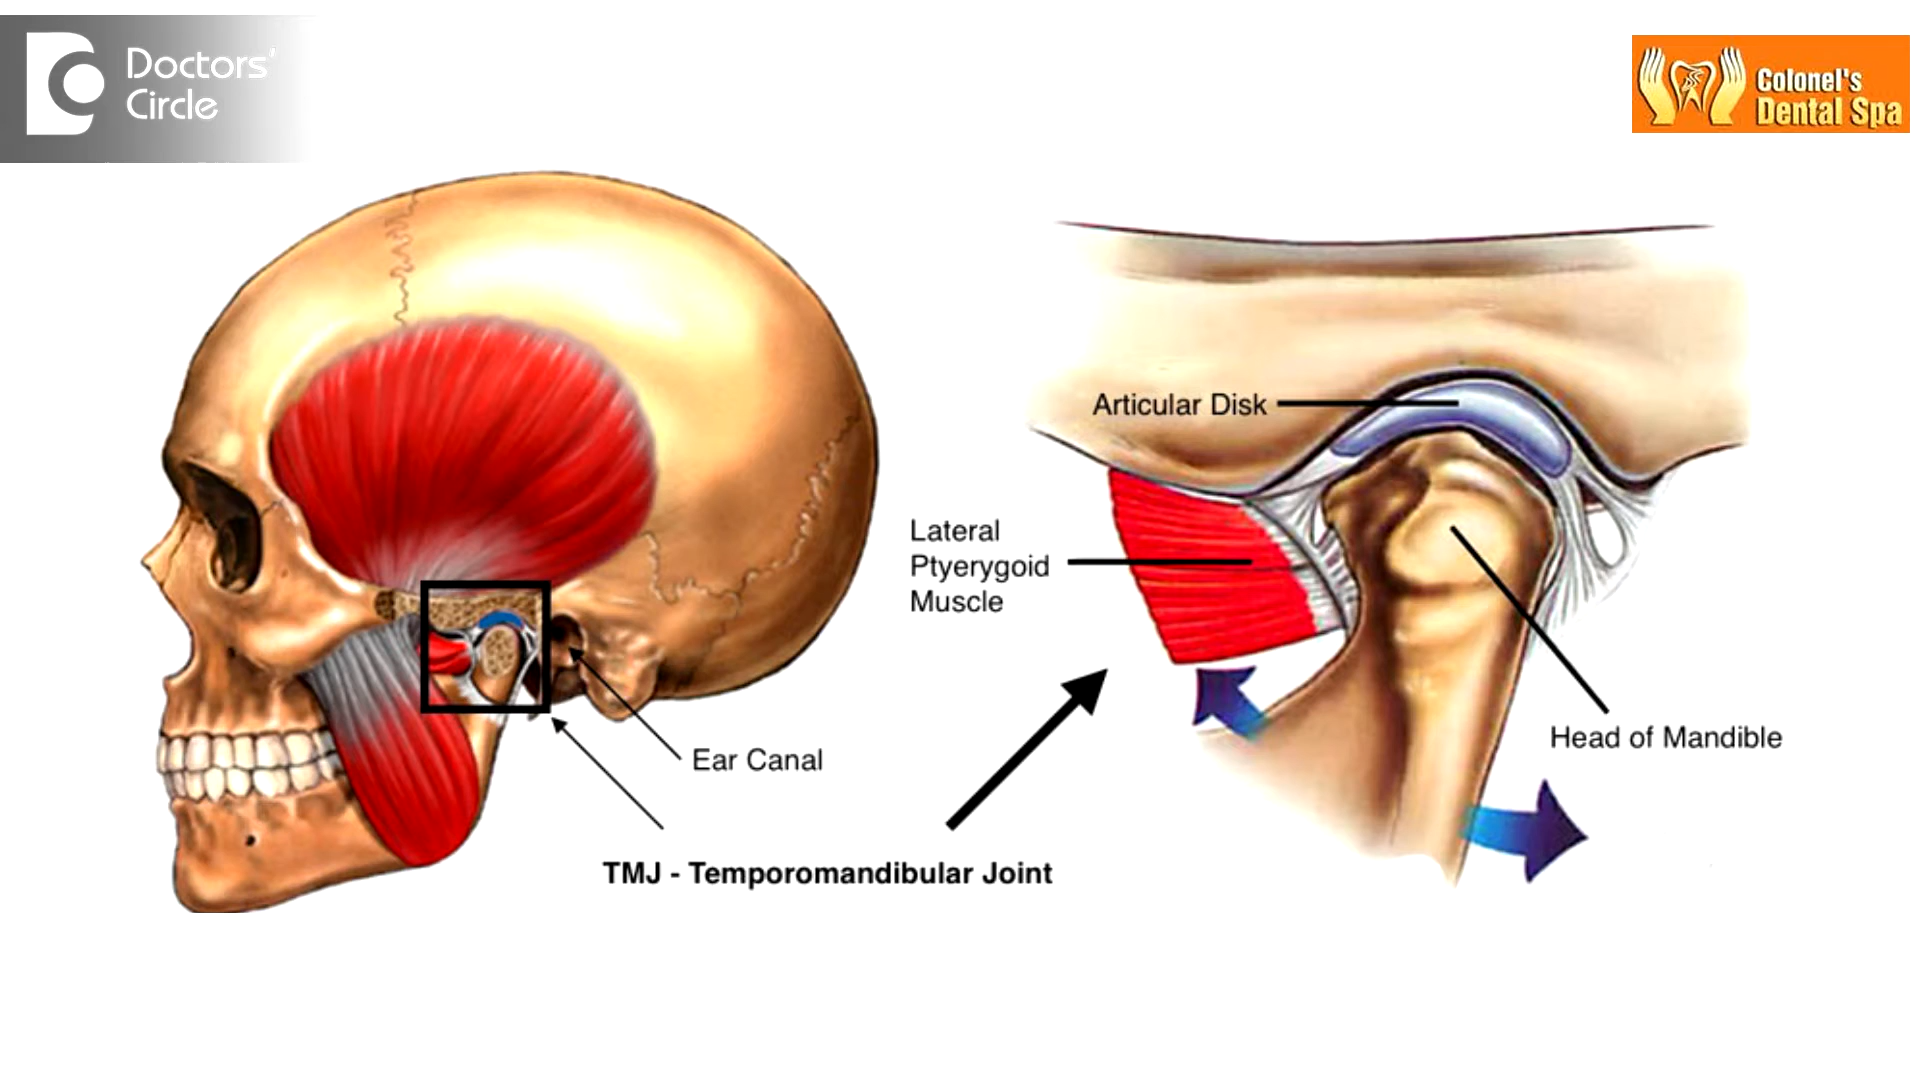 Doctors'
Circle
Colonel's
Dental Spa
Articular Disk
Lateral
Ptyerygoid
Muscle
Head of Mandible
Ear Canal
TMJ - Temporomandibular Joint